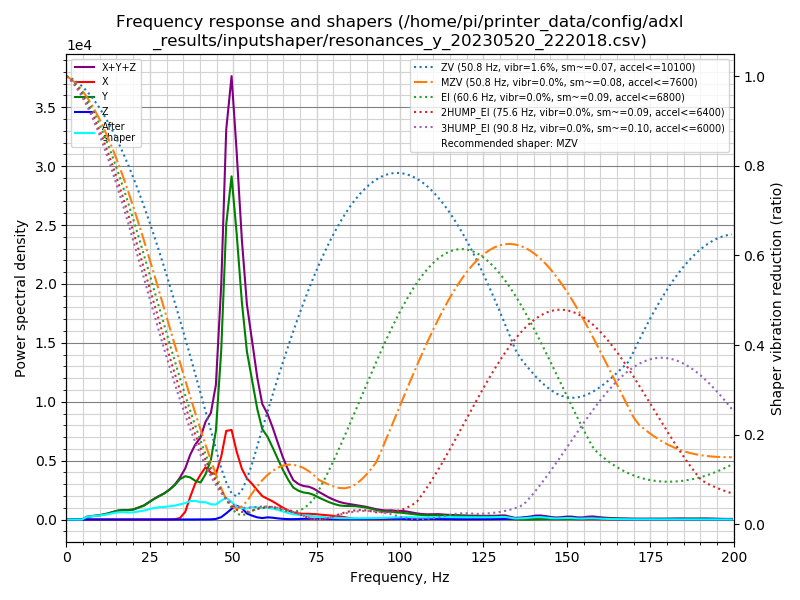 Frequency response and shapers (/home/pi/printer_data/config/adxl
_results/inputshaper/resonances_y_20230520_222018.csv)
1e4
X+Y+Z
X
Y
Z
After
shaper
ZV (50.8 Hz, vibr=1.6%, sm~=0.07, accel<=10100)
MZV (50.8 Hz, vibr=0.0%, sm~=0.08, accel<=7600)
EI (60.6 Hz, vibr=0.0%, sm~=0.09, accel<=6800)
2HUMP_EI (75.6 Hz, vibr=0.0%, sm~=0.09, accel<=6400)
3HUMP_EI (90.8 Hz, vibr=0.0%, sm~=0.10, accel<=6000)
Recommended shaper: MZV
Power spectral density
3.5
3.0
2.5
2.0
1.5
1.0
0.5
0.0
1.0
0.8
0.6
0.4
0.2
0.0
Shaper vibration reduction (ratio)
0 25 50 75 100 125 150 175 200
Frequency, Hz